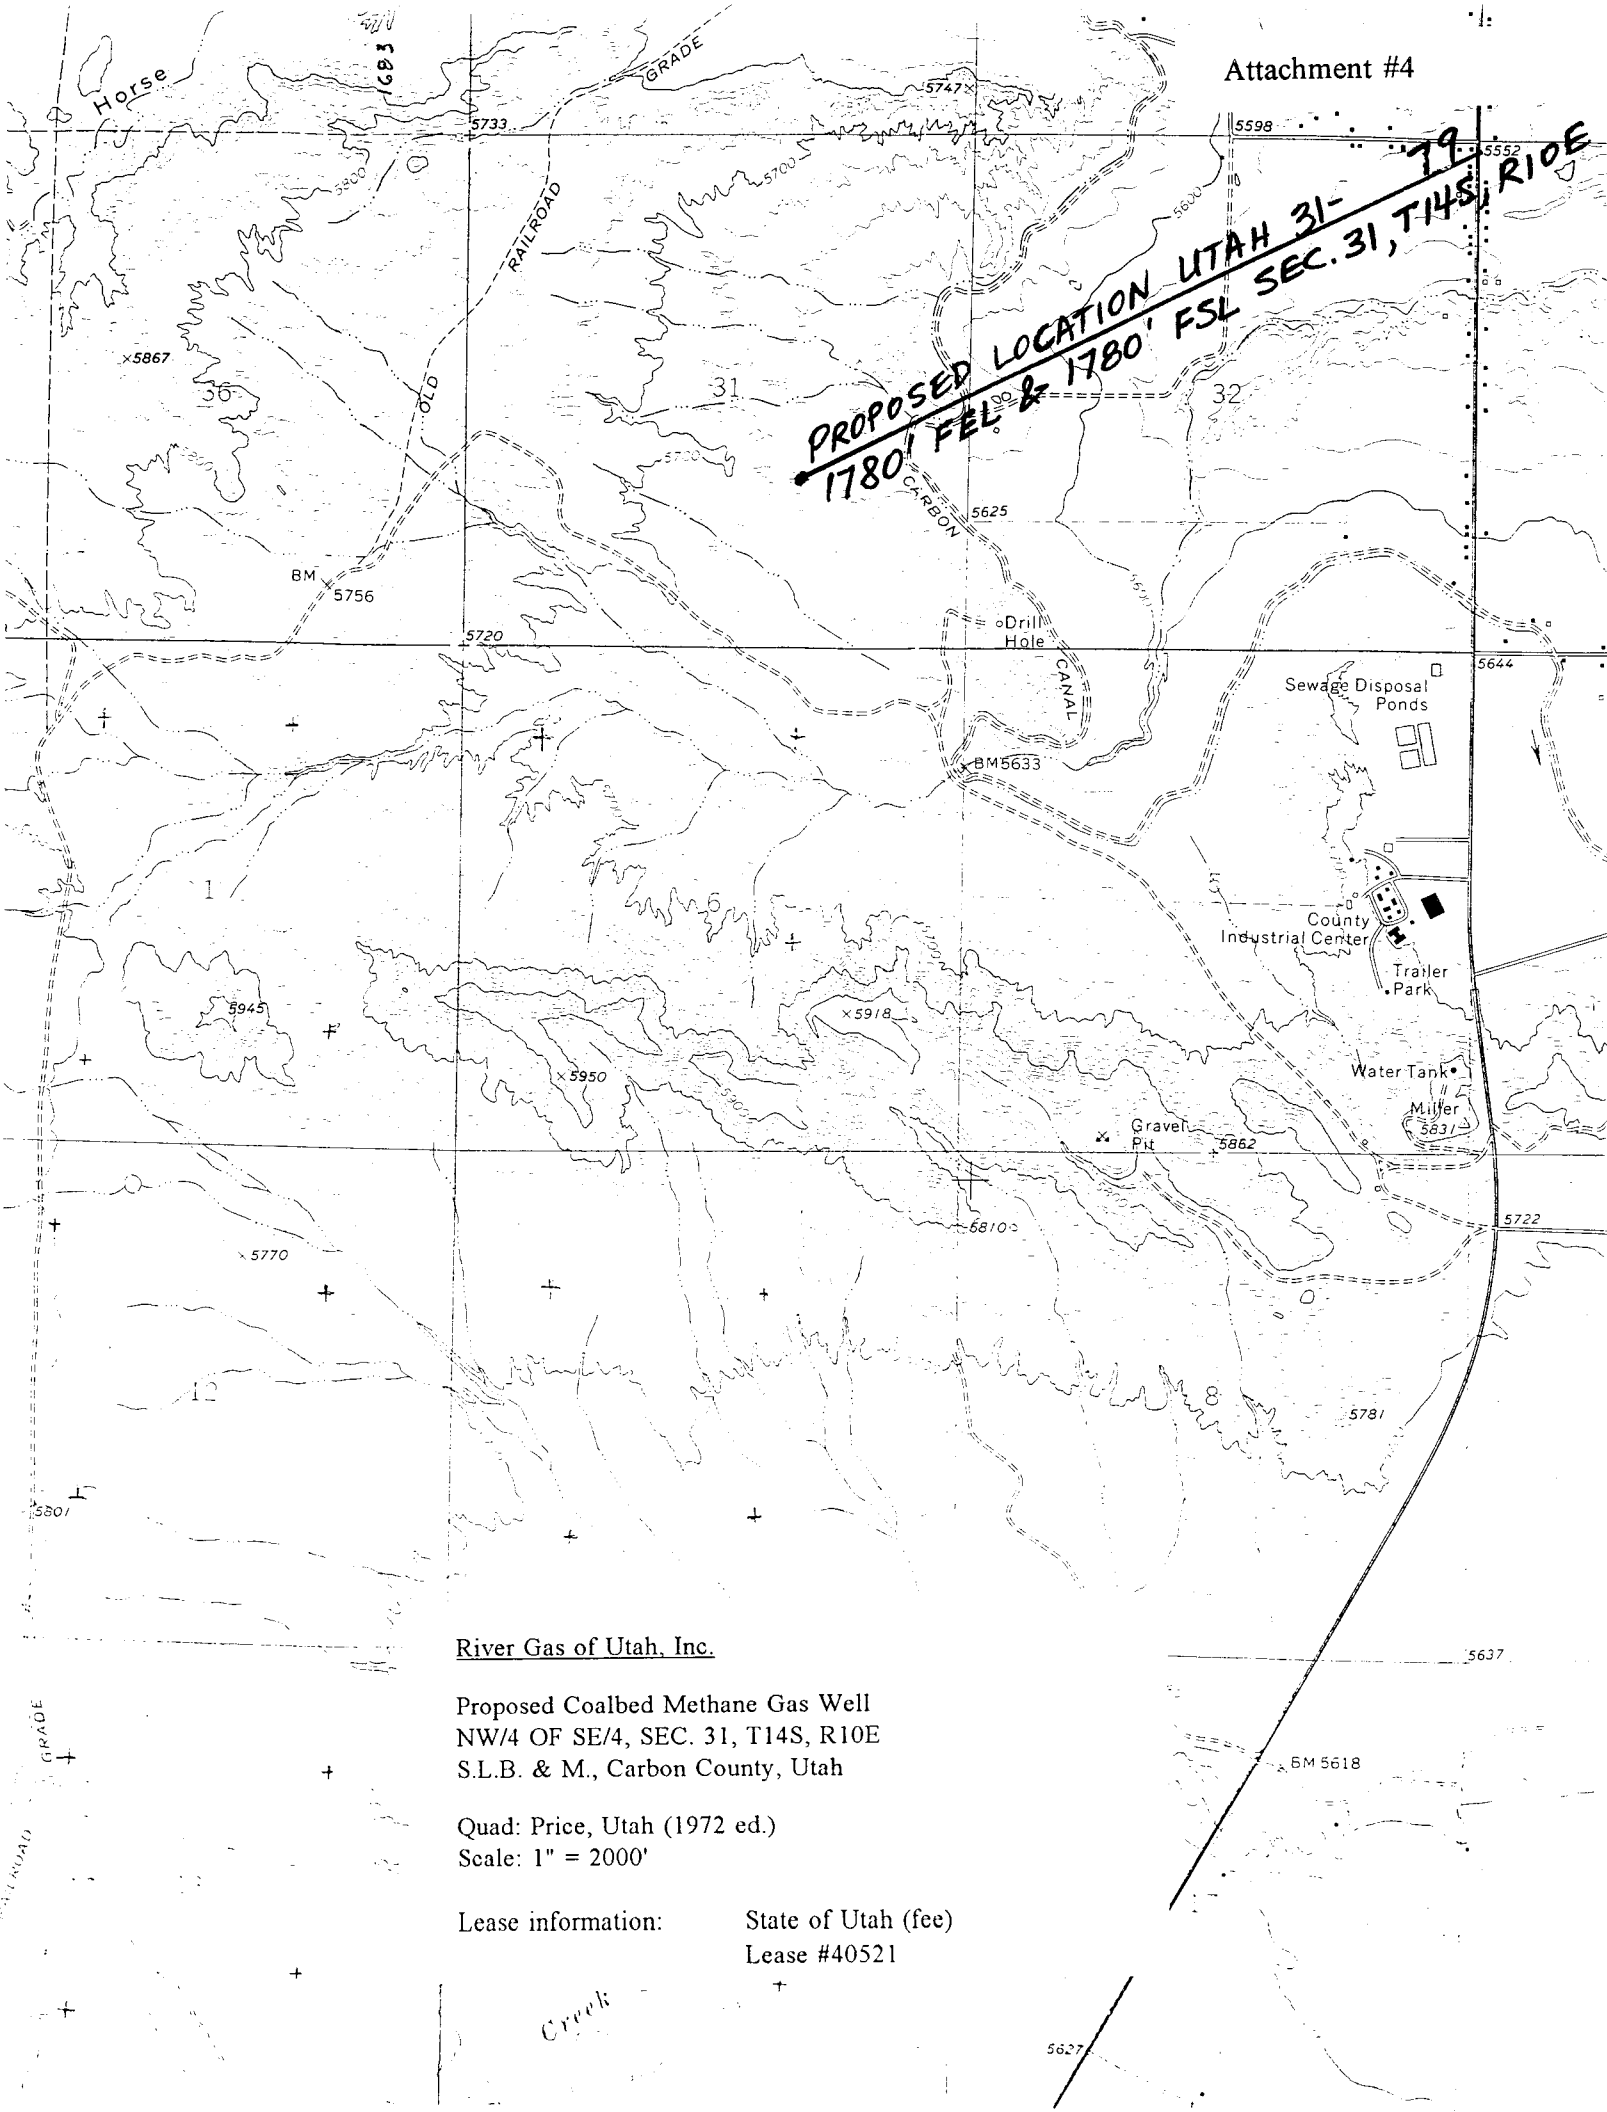 Attachment #4
Horse
689
GRADE
5747
5733
5598
5552
5800
5700
5600
RAILROAD
PROPOSED LOCATION UTAH 31-79
1780' FEL & 1780' FSL SEC. 31, T14S, R10E
5867
36
OLD
31
32
5700
CARBON
5625
BM
5756
Drill
Hole
5720
5644
CANAL
Sewage Disposal
Ponds
BM5633
1
6
5
County
Industrial Center
Trailer
Park
5945
5918
5950
Water Tank
Miller
5831
Gravel
Pit
5862
5810
5722
5770
12
8
5781
5801
River Gas of Utah, Inc.
5637
Proposed Coalbed Methane Gas Well
NW/4 OF SE/4, SEC. 31, T14S, R10E
S.L.B. & M., Carbon County, Utah
GRADE
BM 5618
Quad: Price, Utah (1972 ed.)
Scale: 1" = 2000'
Lease information: State of Utah (fee)
Lease #40521
Creek
5627